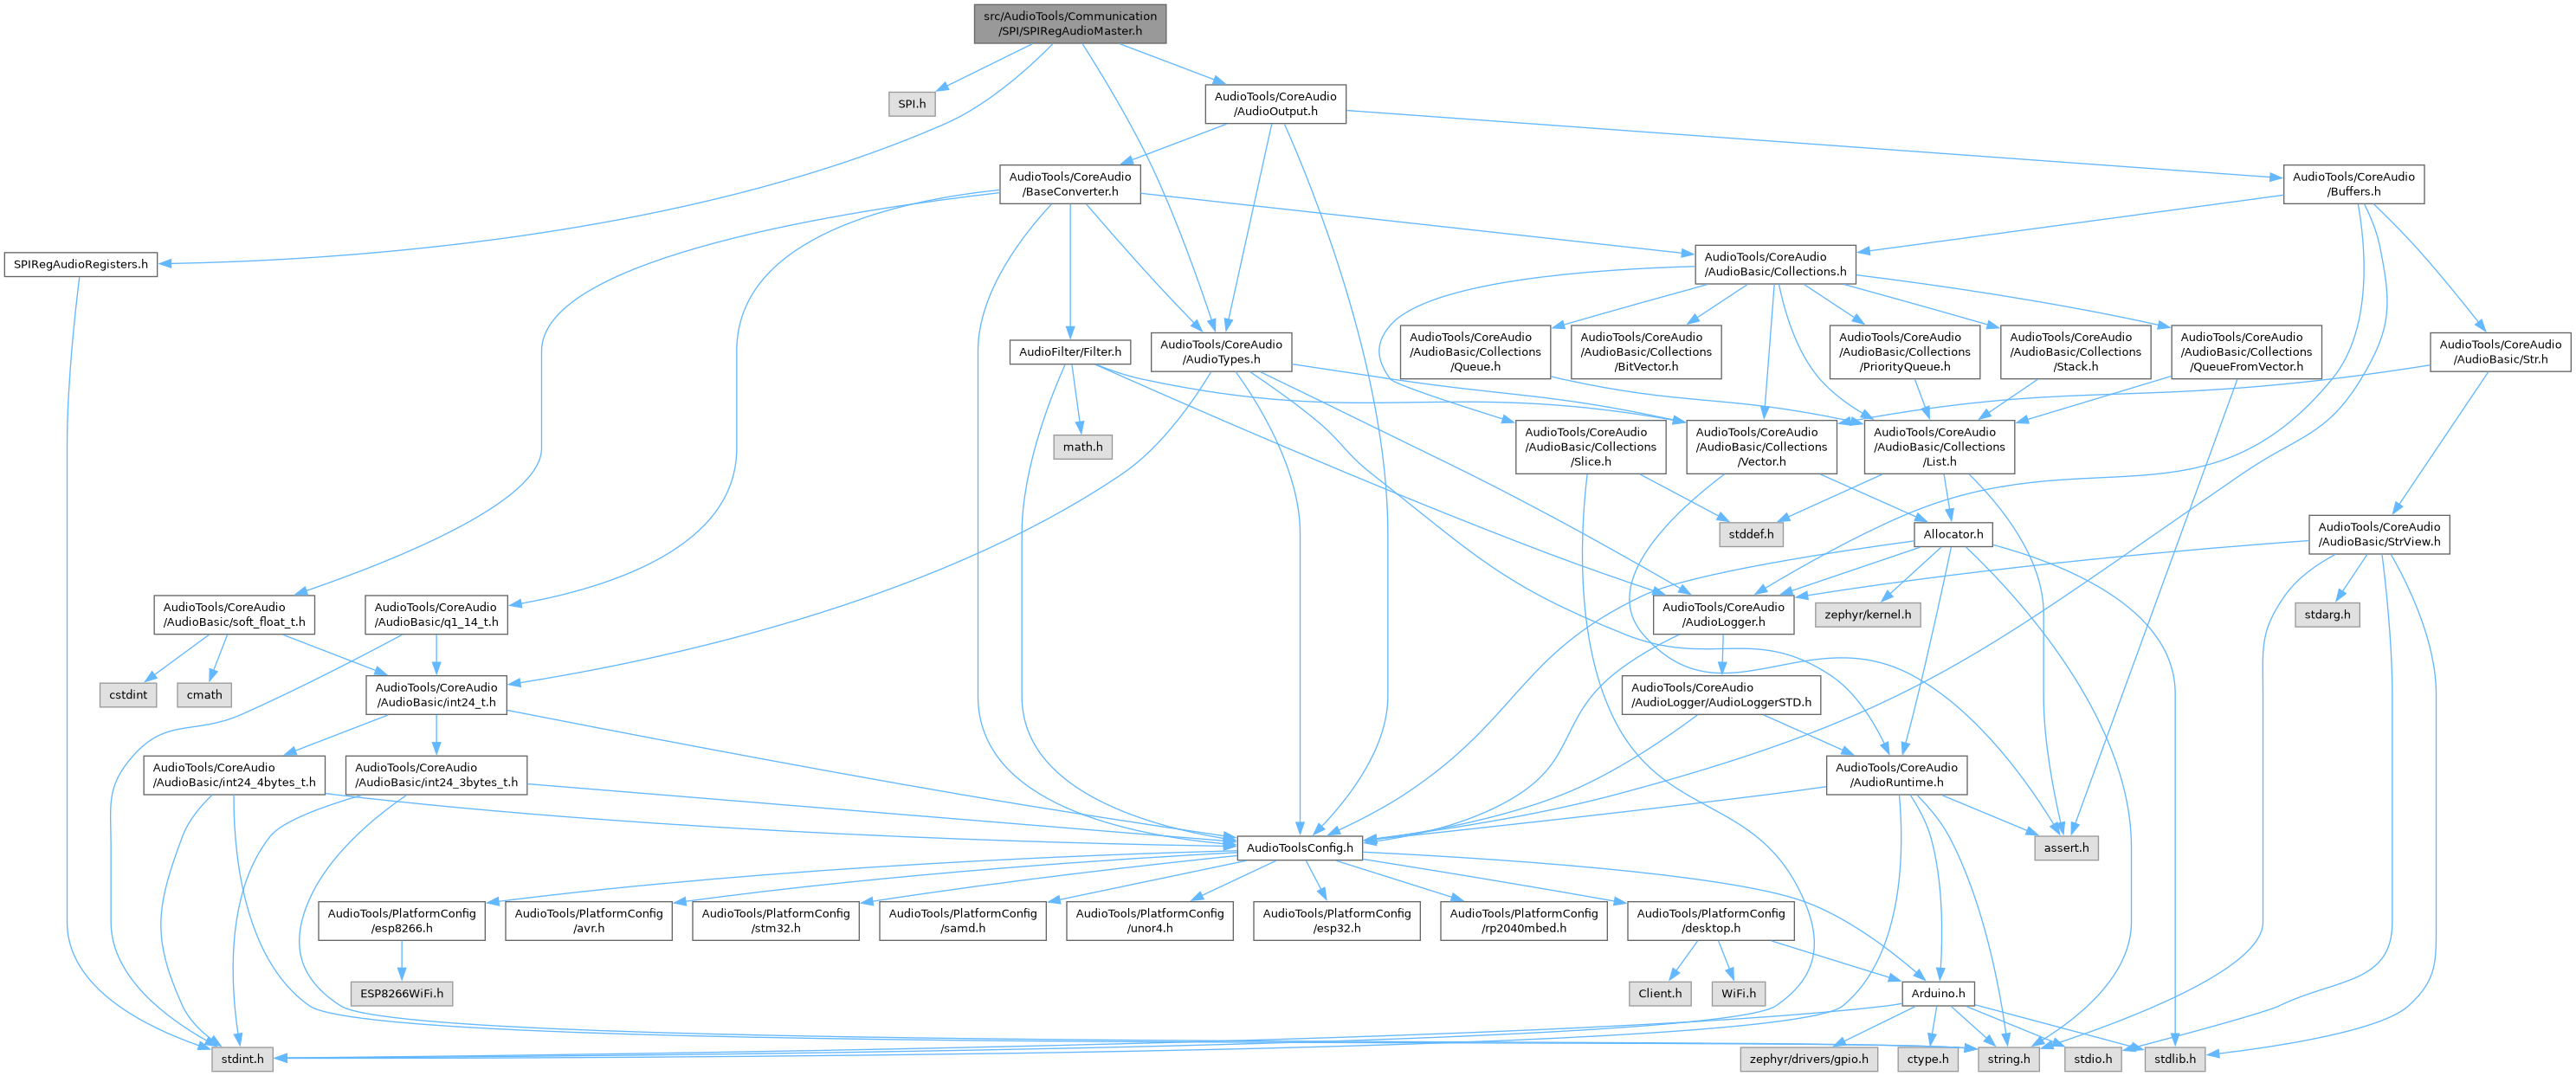 src/AudioTools/Communication
/SPI/SPIRegAudioMaster.h
SPI.h
AudioTools/CoreAudio
/AudioOutput.h
AudioTools/CoreAudio
/BaseConverter.h
AudioTools/CoreAudio
/Buffers.h
SPIRegAudioRegisters.h
AudioTools/CoreAudio
/AudioBasic/Collections.h
AudioFilter/Filter.h
AudioTools/CoreAudio
/AudioTypes.h
AudioTools/CoreAudio
/AudioBasic/Collections
/Queue.h
AudioTools/CoreAudio
/AudioBasic/Collections
/BitVector.h
AudioTools/CoreAudio
/AudioBasic/Collections
/PriorityQueue.h
AudioTools/CoreAudio
/AudioBasic/Collections
/Stack.h
AudioTools/CoreAudio
/AudioBasic/Collections
/QueueFromVector.h
AudioTools/CoreAudio
/AudioBasic/Str.h
math.h
AudioTools/CoreAudio
/AudioBasic/Collections
/Slice.h
AudioTools/CoreAudio
/AudioBasic/Collections
/Vector.h
AudioTools/CoreAudio
/AudioBasic/Collections
/List.h
stddef.h
Allocator.h
AudioTools/CoreAudio
/AudioBasic/StrView.h
AudioTools/CoreAudio
/AudioBasic/soft_float_t.h
AudioTools/CoreAudio
/AudioBasic/q1_14_t.h
AudioTools/CoreAudio
/AudioLogger.h
zephyr/kernel.h
stdarg.h
cstdint
cmath
AudioTools/CoreAudio
/AudioBasic/int24_t.h
AudioTools/CoreAudio
/AudioLogger/AudioLoggerSTD.h
AudioTools/CoreAudio
/AudioBasic/int24_4bytes_t.h
AudioTools/CoreAudio
/AudioBasic/int24_3bytes_t.h
AudioTools/CoreAudio
/AudioRuntime.h
AudioToolsConfig.h
assert.h
AudioTools/PlatformConfig
/esp8266.h
AudioTools/PlatformConfig
/avr.h
AudioTools/PlatformConfig
/stm32.h
AudioTools/PlatformConfig
/samd.h
AudioTools/PlatformConfig
/unor4.h
AudioTools/PlatformConfig
/esp32.h
AudioTools/PlatformConfig
/rp2040mbed.h
AudioTools/PlatformConfig
/desktop.h
ESP8266WiFi.h
Client.h
WiFi.h
Arduino.h
stdint.h
zephyr/drivers/gpio.h
ctype.h
string.h
stdio.h
stdlib.h